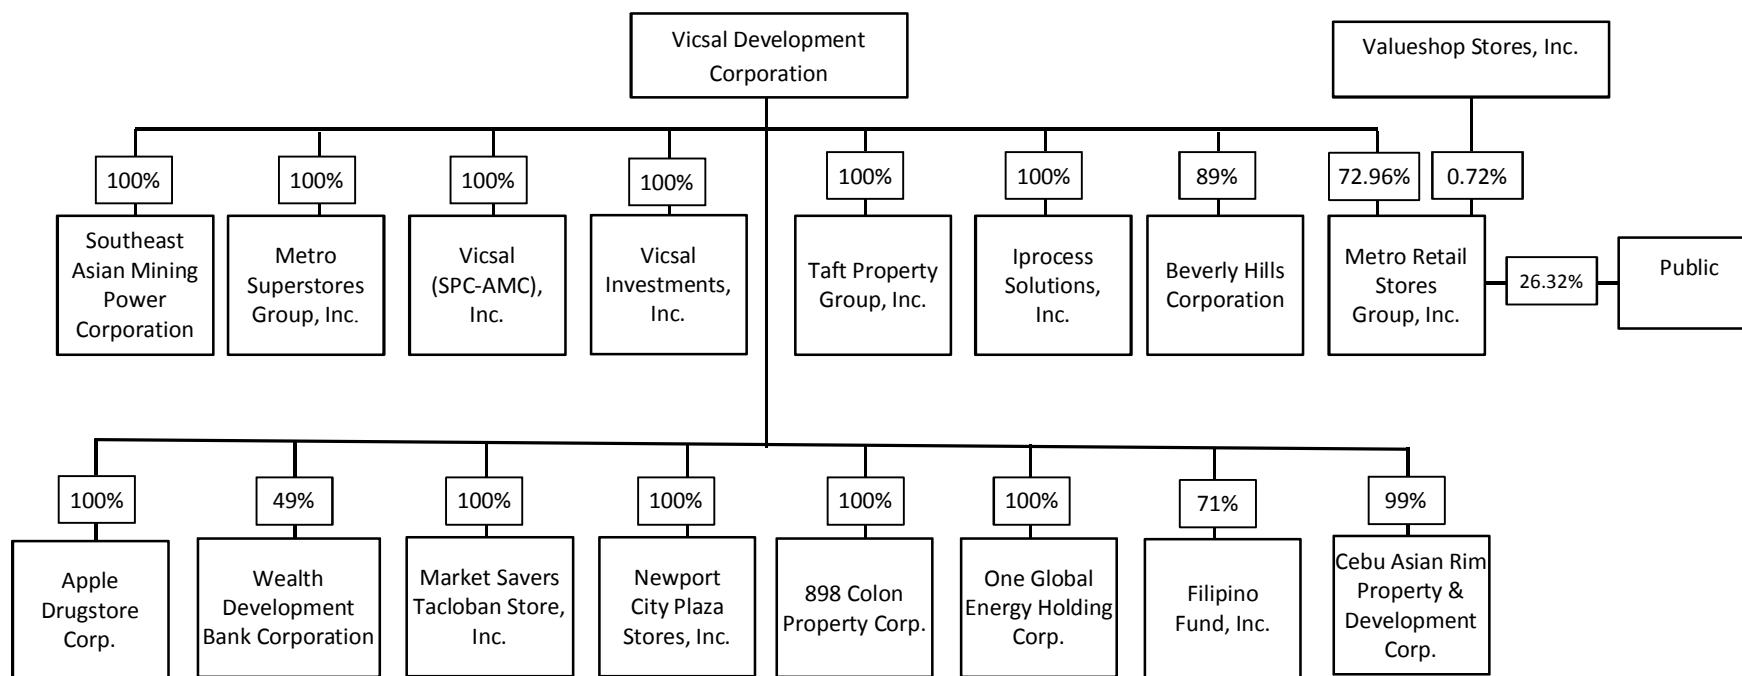 Vicsal Development
Corporation
Valueshop Stores, Inc.
100%
100%
100%
100%
100%
100%
89%
72.96%
0.72%
Southeast
Asian Mining
Power
Corporation
Metro
Superstores
Group, Inc.
Vicsal
(SPC-AMC),
Inc.
Vicsal
Investments,
Inc.
Taft Property
Group, Inc.
Iprocess
Solutions,
Inc.
Beverly Hills
Corporation
Metro Retail
Stores
Group, Inc.
26.32%
Public
100%
49%
100%
100%
100%
100%
71%
99%
Apple
Drugstore
Corp.
Wealth
Development
Bank Corporation
Market Savers
Tacloban Store,
Inc.
Newport
City Plaza
Stores, Inc.
898 Colon
Property Corp.
One Global
Energy Holding
Corp.
Filipino
Fund, Inc.
Cebu Asian Rim
Property &
Development
Corp.